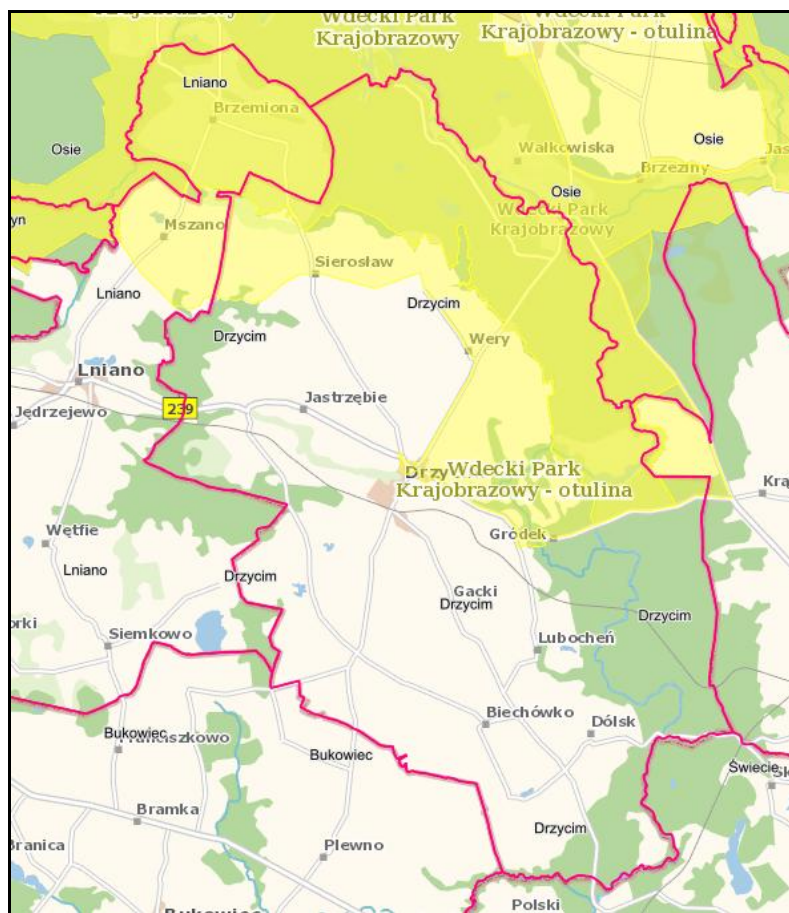 Wdecki Park
Krajobrazowy
Wdecki Park
Krajobrazowy - otulina
Lniano
Brzemiona
Osie
Osie
Wałkowiska
Brzeziny
Osie
Mszano
Wdecki Park
Krajobrazowy
Sierosław
Lniano
Drzycim
Drzycim
Wery
Lniano
Jastrzębie
239
Jędrzejewo
Wdecki Park
Krajobrazowy - otulina
Gródek
Wętfie
Lniano
Drzycim
Gacki
Drzycim
Drzycim
Siemkowo
Lubocheń
Biechówko
Dólsk
Bukowiec
Bukowiec
Świecie
Bramka
Drzycim
Branica
Plewno
Polski
Bukowiec